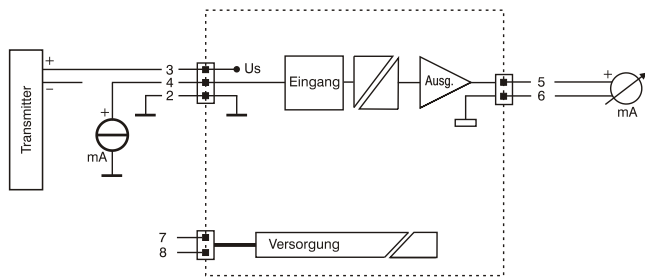 Transmitter
+
−
3
4
2
Us
+
mA
Eingang
Ausg.
5
6
+
mA
7
8
Versorgung